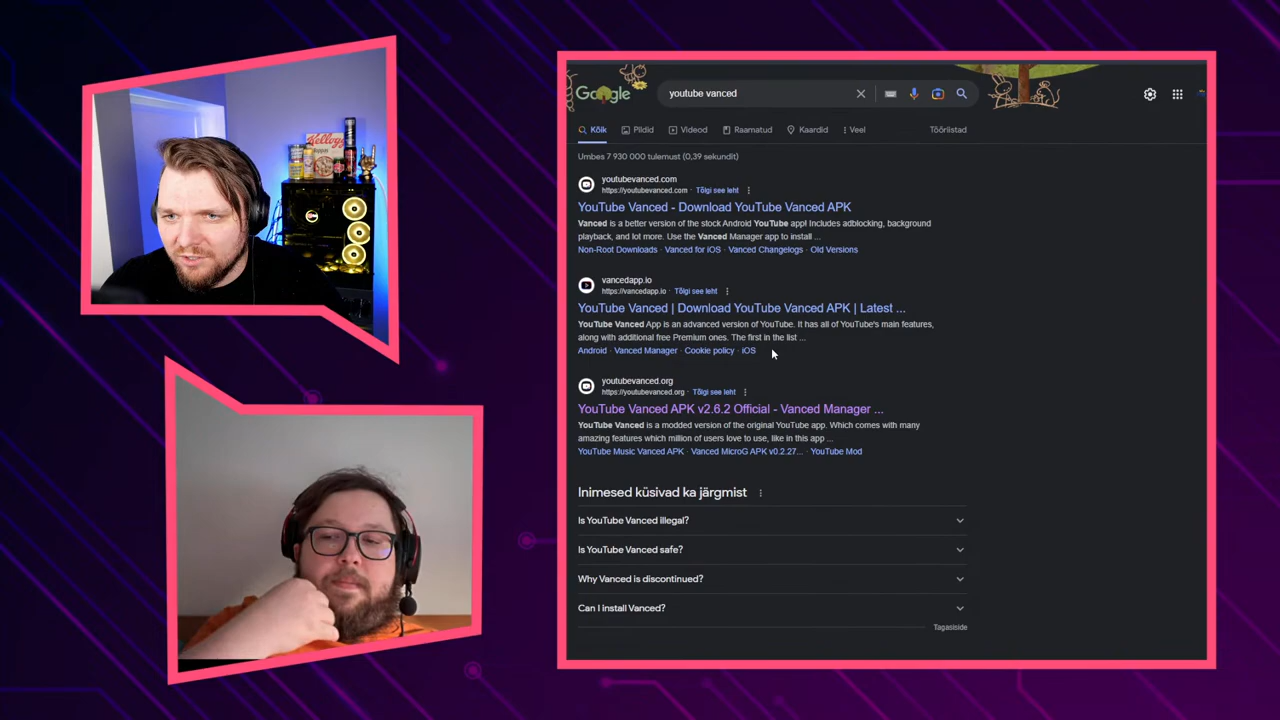 Kellogg's
Google
youtube vanced
Kõik Pildid Videod Raamatud Kaardid Veel Tööriistad
Umbes 7 930 000 tulemust (0,39 sekundit)
youtubevanced.com
https://youtubevanced.com Tõlgi see leht
YouTube Vanced - Download YouTube Vanced APK
Vanced is a better version of the stock Android YouTube app! Includes adblocking, background
playback, and lot more. Use the Vanced Manager app to install ...
Non-Root Downloads · Vanced for iOS · Vanced Changelogs · Old Versions
vancedapp.io
https://vancedapp.io Tõlgi see leht
YouTube Vanced | Download YouTube Vanced APK | Latest ...
YouTube Vanced App is an advanced version of YouTube. It has all of YouTube's main features,
along with additional free Premium ones. The first in the list ...
Android · Vanced Manager · Cookie policy · iOS
youtubevanced.org
https://youtubevanced.org Tõlgi see leht
YouTube Vanced APK v2.6.2 Official - Vanced Manager ...
YouTube Vanced is a modded version of the original YouTube app. Which comes with many
amazing features which million of users love to use, like in this app ...
YouTube Music Vanced APK · Vanced MicroG APK v0.2.27... · YouTube Mod
Inimesed küsivad ka järgmist
Is YouTube Vanced illegal?
Is YouTube Vanced safe?
Why Vanced is discontinued?
Can I install Vanced?
Tagasiside